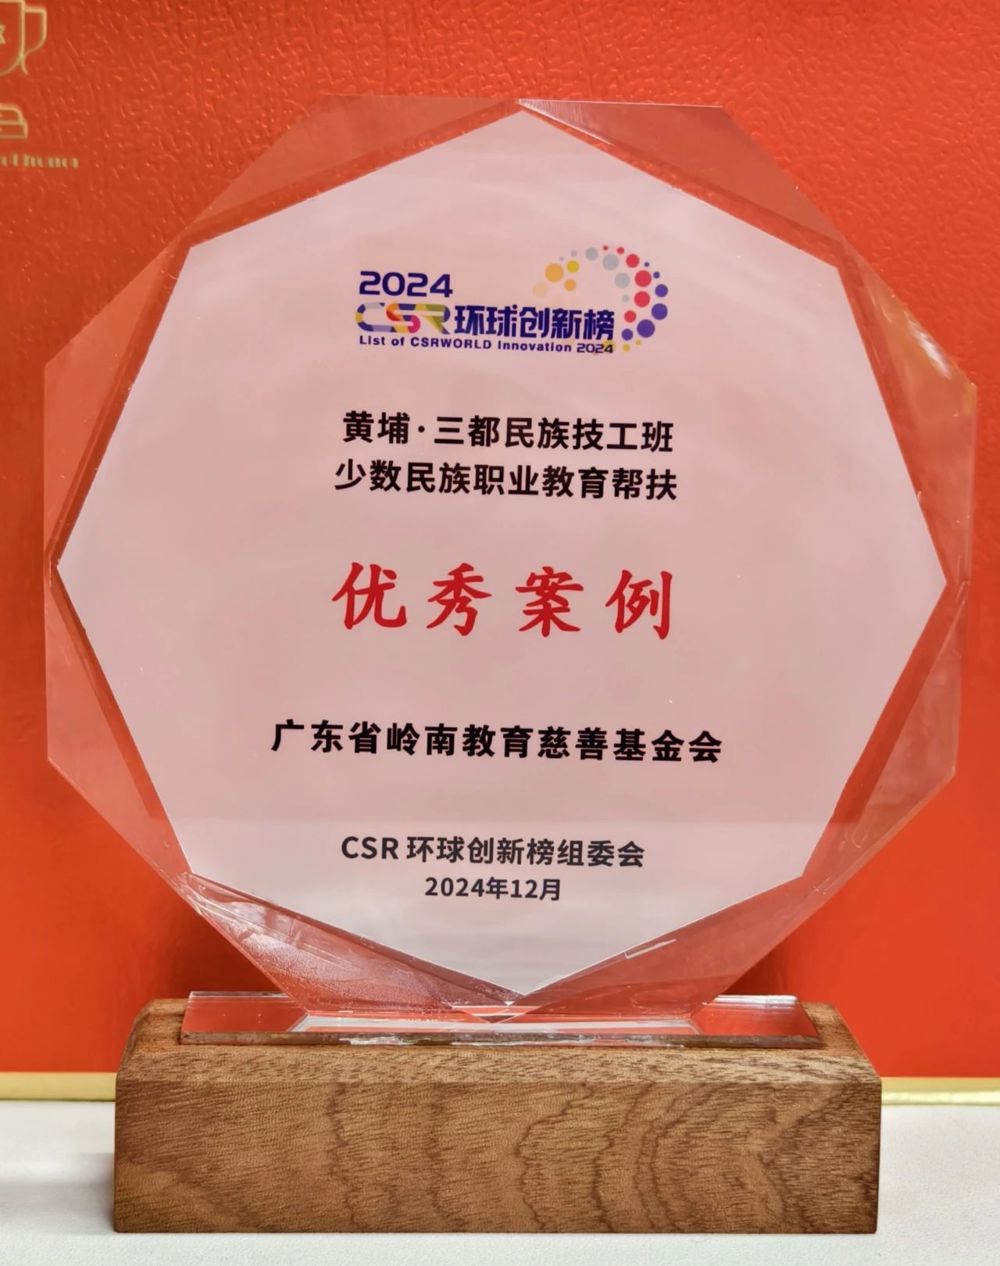 2024
CSR环球创新榜
List of CSRWORLD Innovation 2024
黄埔·三都民族技工班
少数民族职业教育帮扶
优秀案例
广东省岭南教育慈善基金会
CSR 环球创新榜组委会
2024年12月